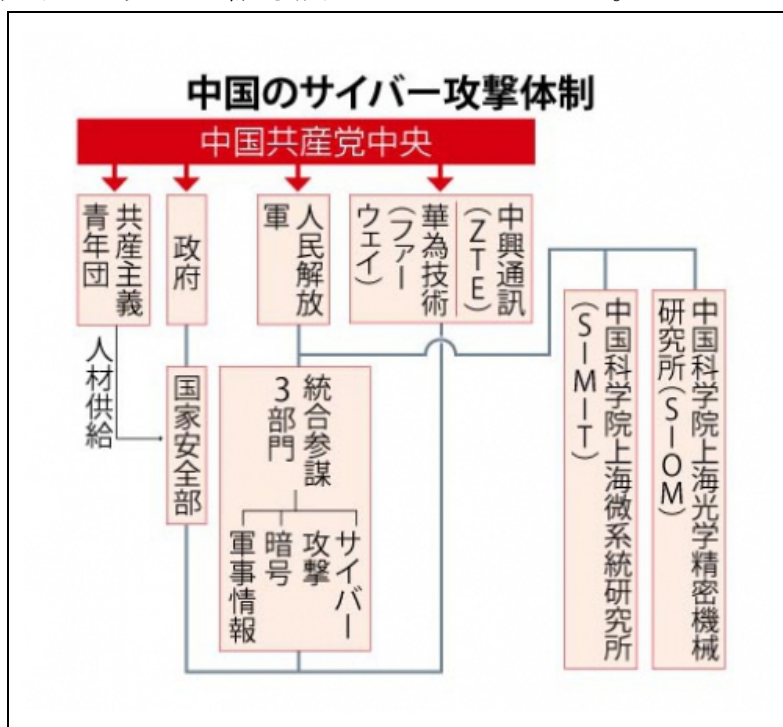 中国のサイバー攻撃体制
中国共産党中央
共産主義
青年団
政府
人民解放
軍
中興通訊
(ZTE)
華為技術
(ファー
ウェイ)
人材供給
国家安全部
統合参謀
3部門
サイバー
攻撃
暗号
軍事情報
中国科学院上海微系統研究所
(SIMIT)
中国科学院上海光学精密機械
研究所(SIOM)